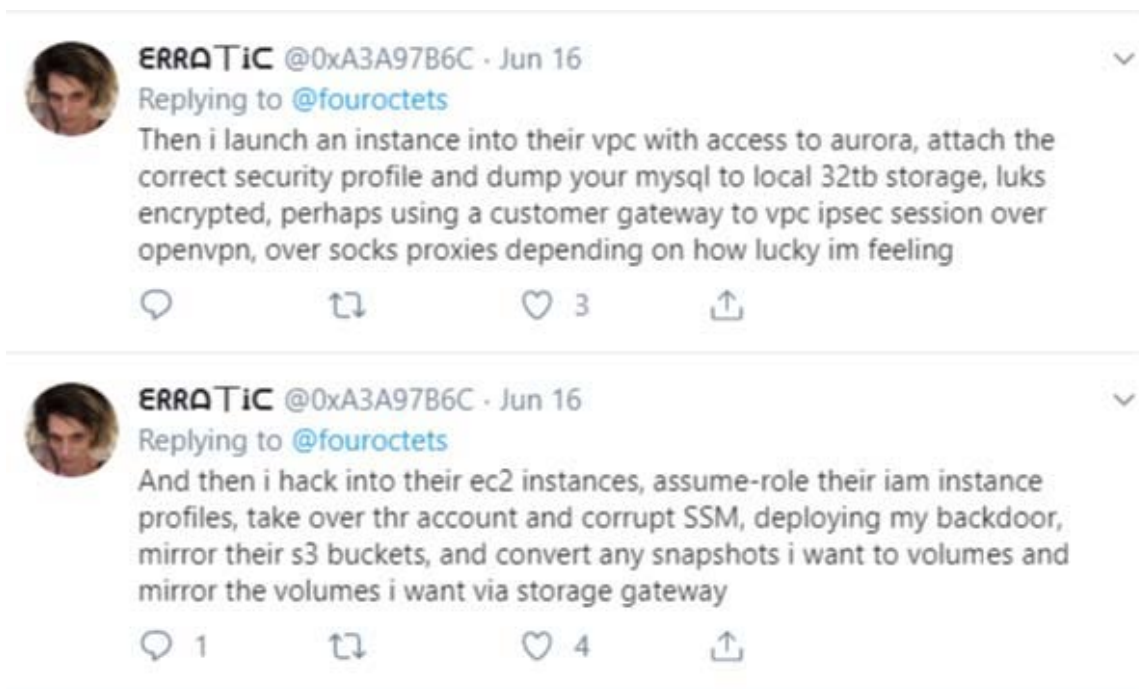 ЄRRΩTiC @0xA3A97B6C · Jun 16
Replying to @fouroctets
Then i launch an instance into their vpc with access to aurora, attach the
correct security profile and dump your mysql to local 32tb storage, luks
encrypted, perhaps using a customer gateway to vpc ipsec session over
openvpn, over socks proxies depending on how lucky im feeling
3
ЄRRΩTiC @0xA3A97B6C · Jun 16
Replying to @fouroctets
And then i hack into their ec2 instances, assume-role their iam instance
profiles, take over thr account and corrupt SSM, deploying my backdoor,
mirror their s3 buckets, and convert any snapshots i want to volumes and
mirror the volumes i want via storage gateway
1 4